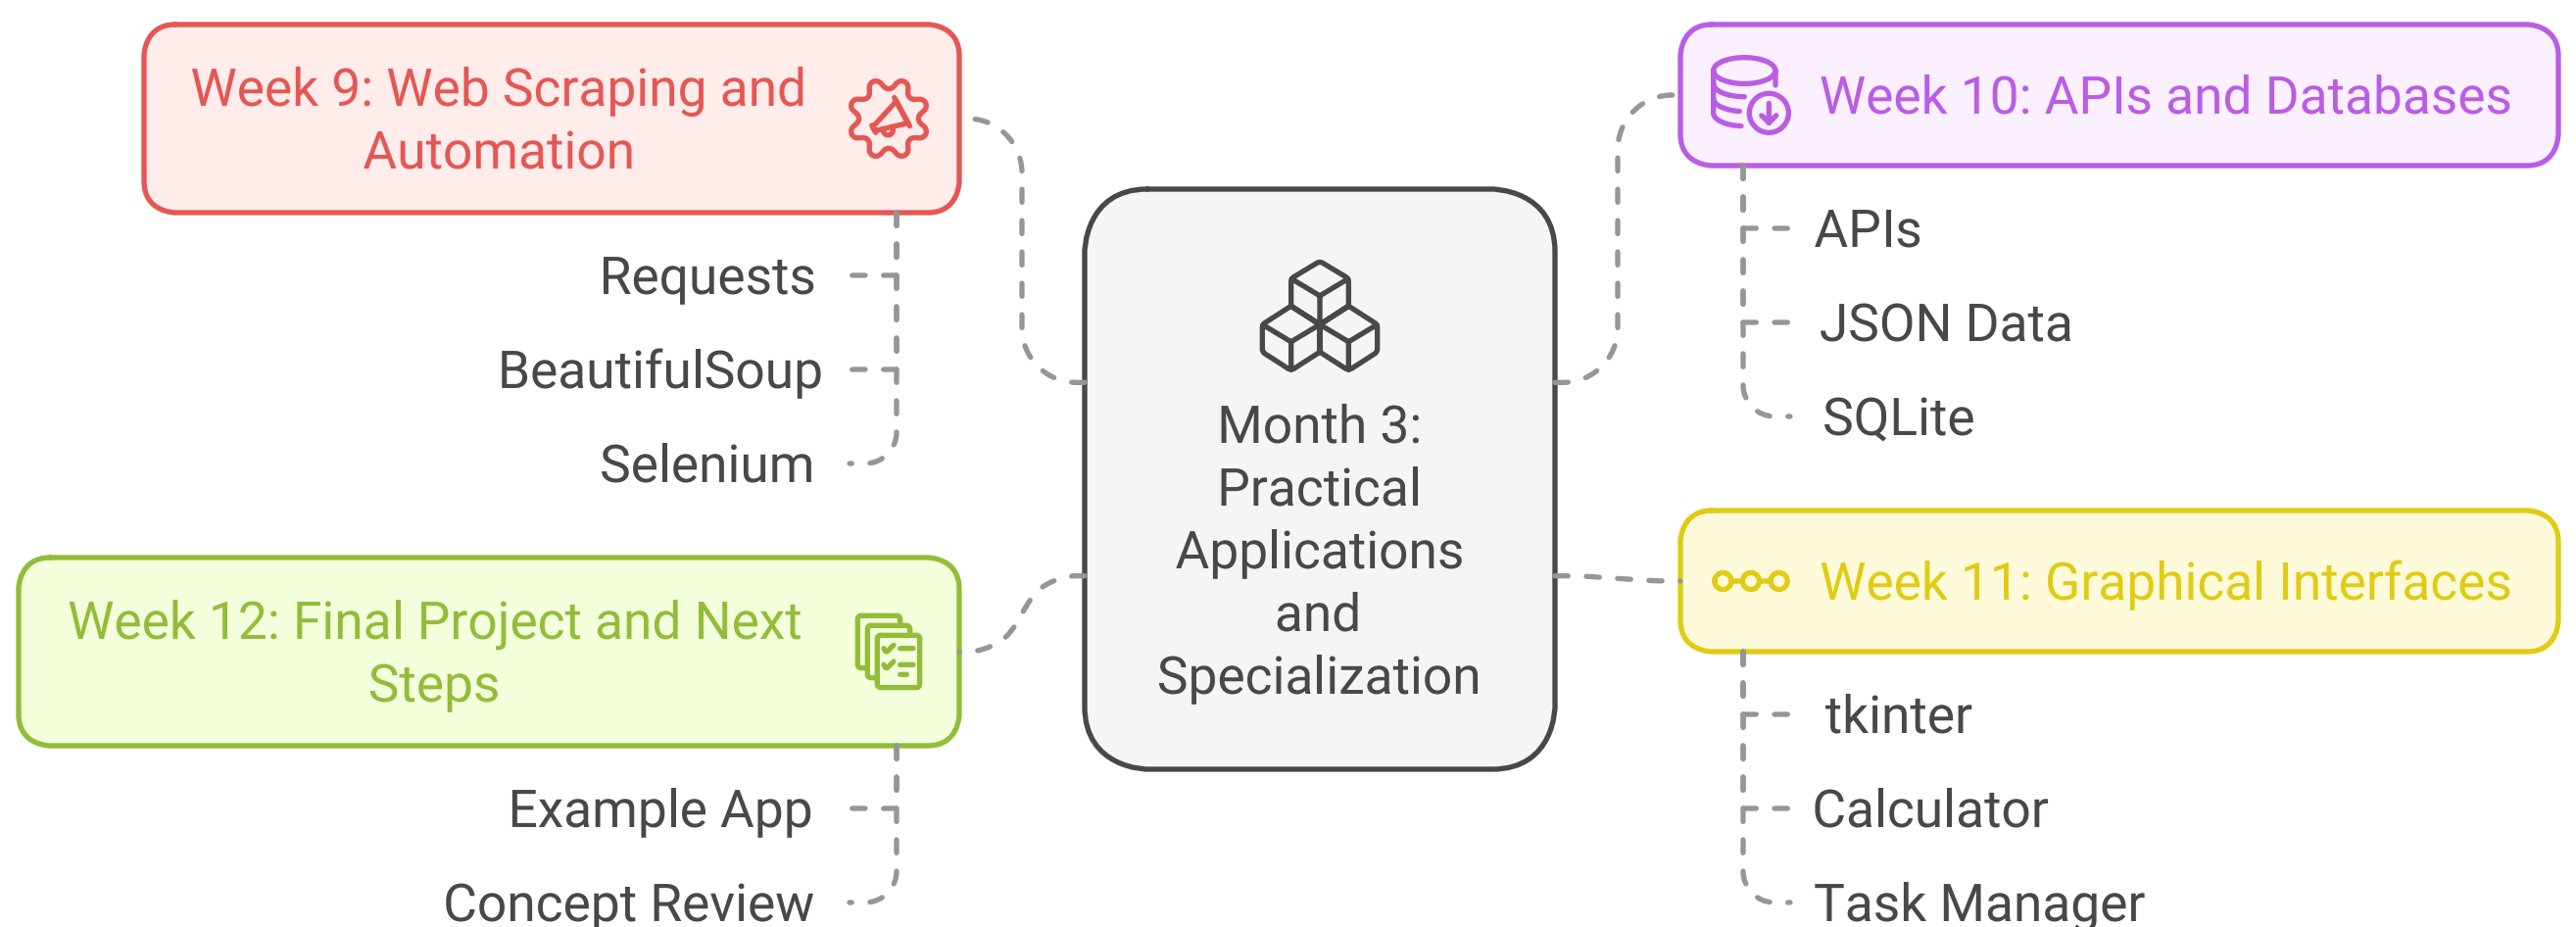 Week 9: Web Scraping and
Automation
Requests
BeautifulSoup
Selenium
Week 12: Final Project and Next
Steps
Example App
Concept Review
Month 3:
Practical
Applications
and
Specialization
Week 10: APIs and Databases
APIs
JSON Data
SQLite
Week 11: Graphical Interfaces
tkinter
Calculator
Task Manager